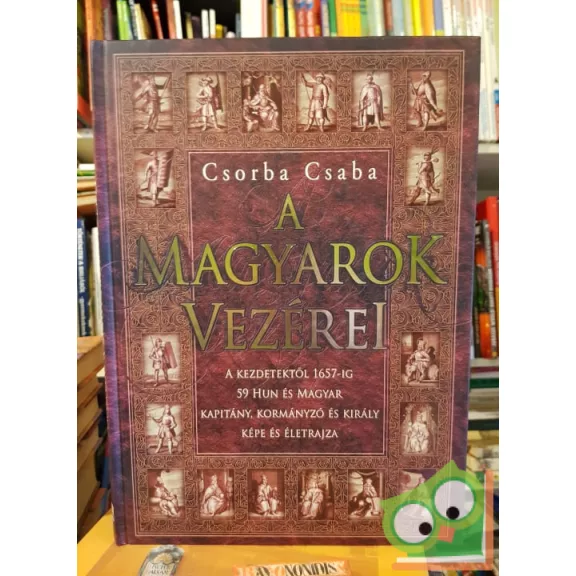 Csorba Csaba
A
MAGYAROK
VEZÉREI
A KEZDETEKTŐL 1657-IG
59 HUN ÉS MAGYAR
KAPITÁNY, KORMÁNYZÓ ÉS KIRÁLY
KÉPE ÉS ÉLETRAJZA